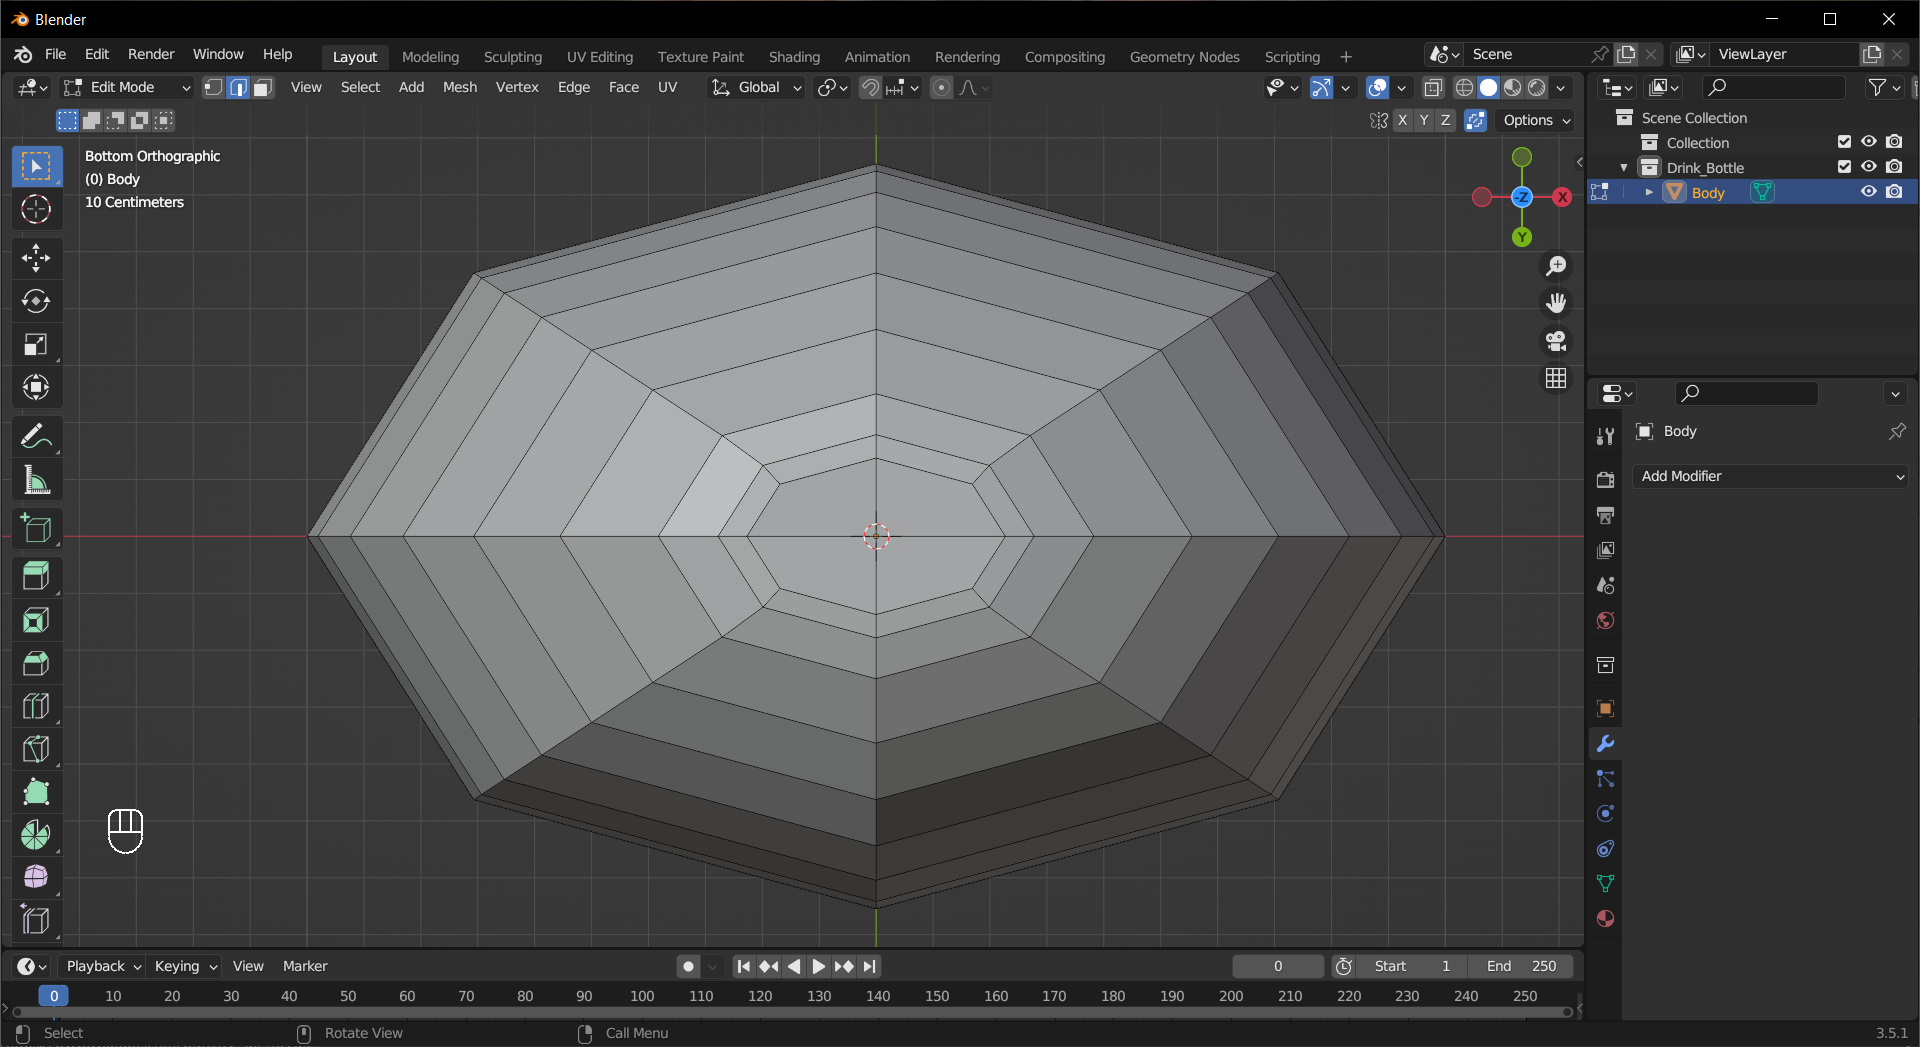 Blender
File Edit Render Window Help Layout Modeling Sculpting UV Editing Texture Paint Shading Animation Rendering Compositing Geometry Nodes Scripting + Scene ViewLayer
Edit Mode View Select Add Mesh Vertex Edge Face UV Global
X Y Z Options
Bottom Orthographic
(0) Body
10 Centimeters
-Z X Y
Scene Collection
Collection
Drink_Bottle
Body
Body
Add Modifier
Playback Keying View Marker 0 Start 1 End 250
0 10 20 30 40 50 60 70 80 90 100 110 120 130 140 150 160 170 180 190 200 210 220 230 240 250
Select Rotate View Call Menu 3.5.1